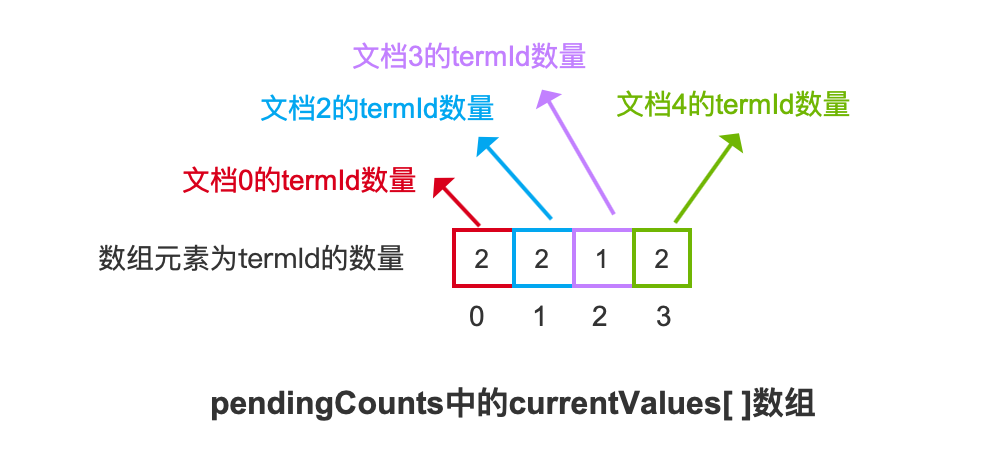 文档3的termId数量
文档2的termId数量
文档4的termId数量
文档0的termId数量
数组元素为termId的数量
2 2 1 2
0 1 2 3
pendingCounts中的currentValues[ ]数组